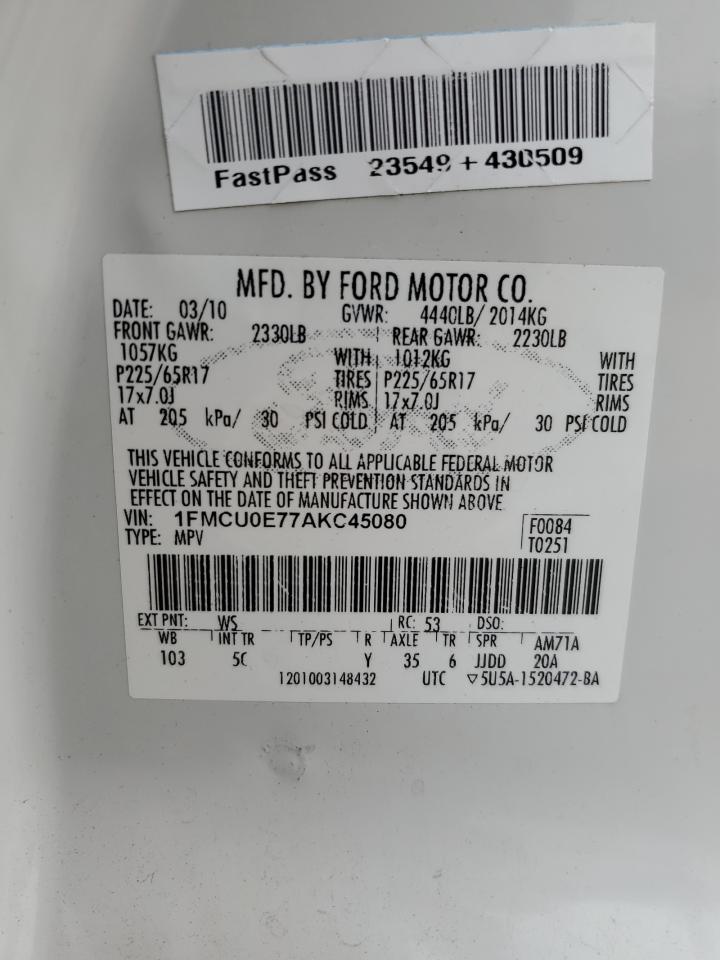 FastPass 23549 + 430509
MFD. BY FORD MOTOR CO.
DATE: 03/10 GVWR: 4440LB/ 2014KG
FRONT GAWR: 2330LB REAR GAWR: 2230LB
1057KG WITH 1012KG WITH
P225/65R17 TIRES P225/65R17 TIRES
17x7.0J RIMS 17x7.0J RIMS
AT 205 kPa/ 30 PSI COLD AT 205 kPa/ 30 PSI COLD
THIS VEHICLE CONFORMS TO ALL APPLICABLE FEDERAL MOTOR
VEHICLE SAFETY AND THEFT PREVENTION STANDARDS IN
EFFECT ON THE DATE OF MANUFACTURE SHOWN ABOVE
VIN: 1FMCU0E77AKC45080 F0084
TYPE: MPV T0251
EXT PNT: WS RC: 53 DSO:
WB INT TR TP/PS R AXLE TR SPR AM71A
103 Y 35 6 JJDD 20A
1201003148432 UTC ▽5U5A-1520472-BA